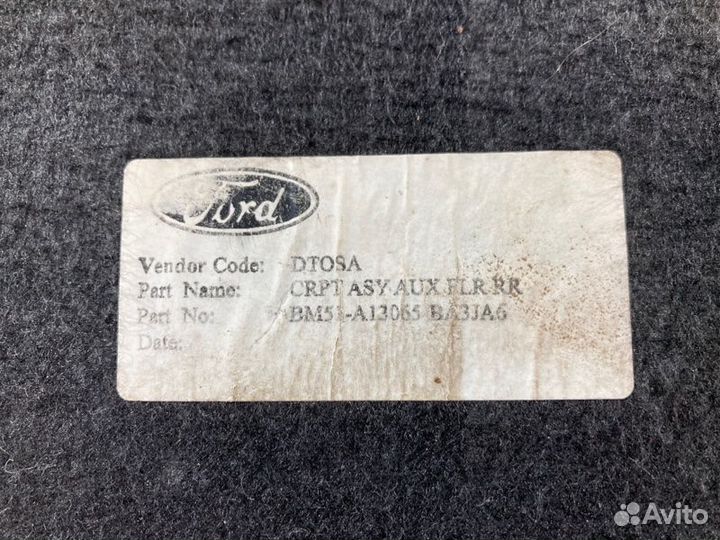 Ford
Vendor Code: DTOSA
Part Name: CRPT ASY AUX FLR RR
Part No: BM51-A13065 BA3JA6
Date:
Avito